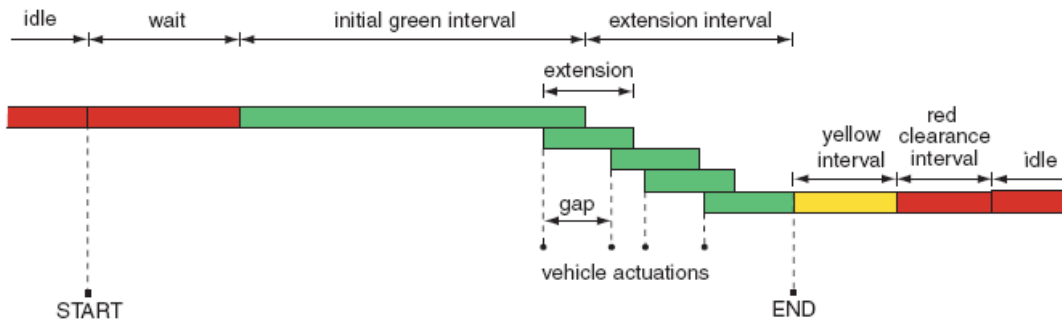 idle
wait
initial green interval
extension interval
extension
yellow
interval
red
clearance
interval
idle
gap
vehicle actuations
START
END